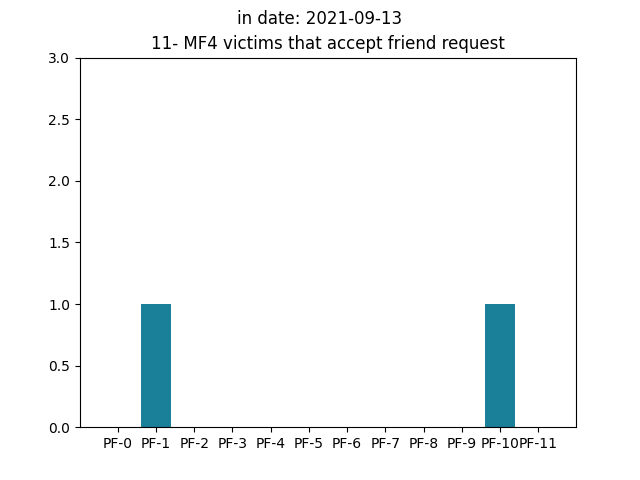 in date: 2021-09-13
11- MF4 victims that accept friend request
3.0
2.5
2.0
1.5
1.0
0.5
0.0
PF-0 PF-1 PF-2 PF-3 PF-4 PF-5 PF-6 PF-7 PF-8 PF-9 PF-10 PF-11